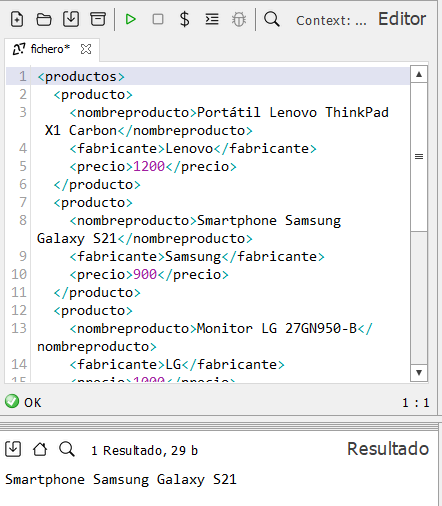 Context: ... Editor
fichero*
1 <productos>
2 <producto>
3 <nombreproducto>Portátil Lenovo ThinkPad
X1 Carbon</nombreproducto>
4 <fabricante>Lenovo</fabricante>
5 <precio>1200</precio>
6 </producto>
7 <producto>
8 <nombreproducto>Smartphone Samsung
Galaxy S21</nombreproducto>
9 <fabricante>Samsung</fabricante>
10 <precio>900</precio>
11 </producto>
12 <producto>
13 <nombreproducto>Monitor LG 27GN950-B</
nombreproducto>
14 <fabricante>LG</fabricante>
15 <precio>1000</precio>
OK 1 : 1
1 Resultado, 29 b Resultado
Smartphone Samsung Galaxy S21